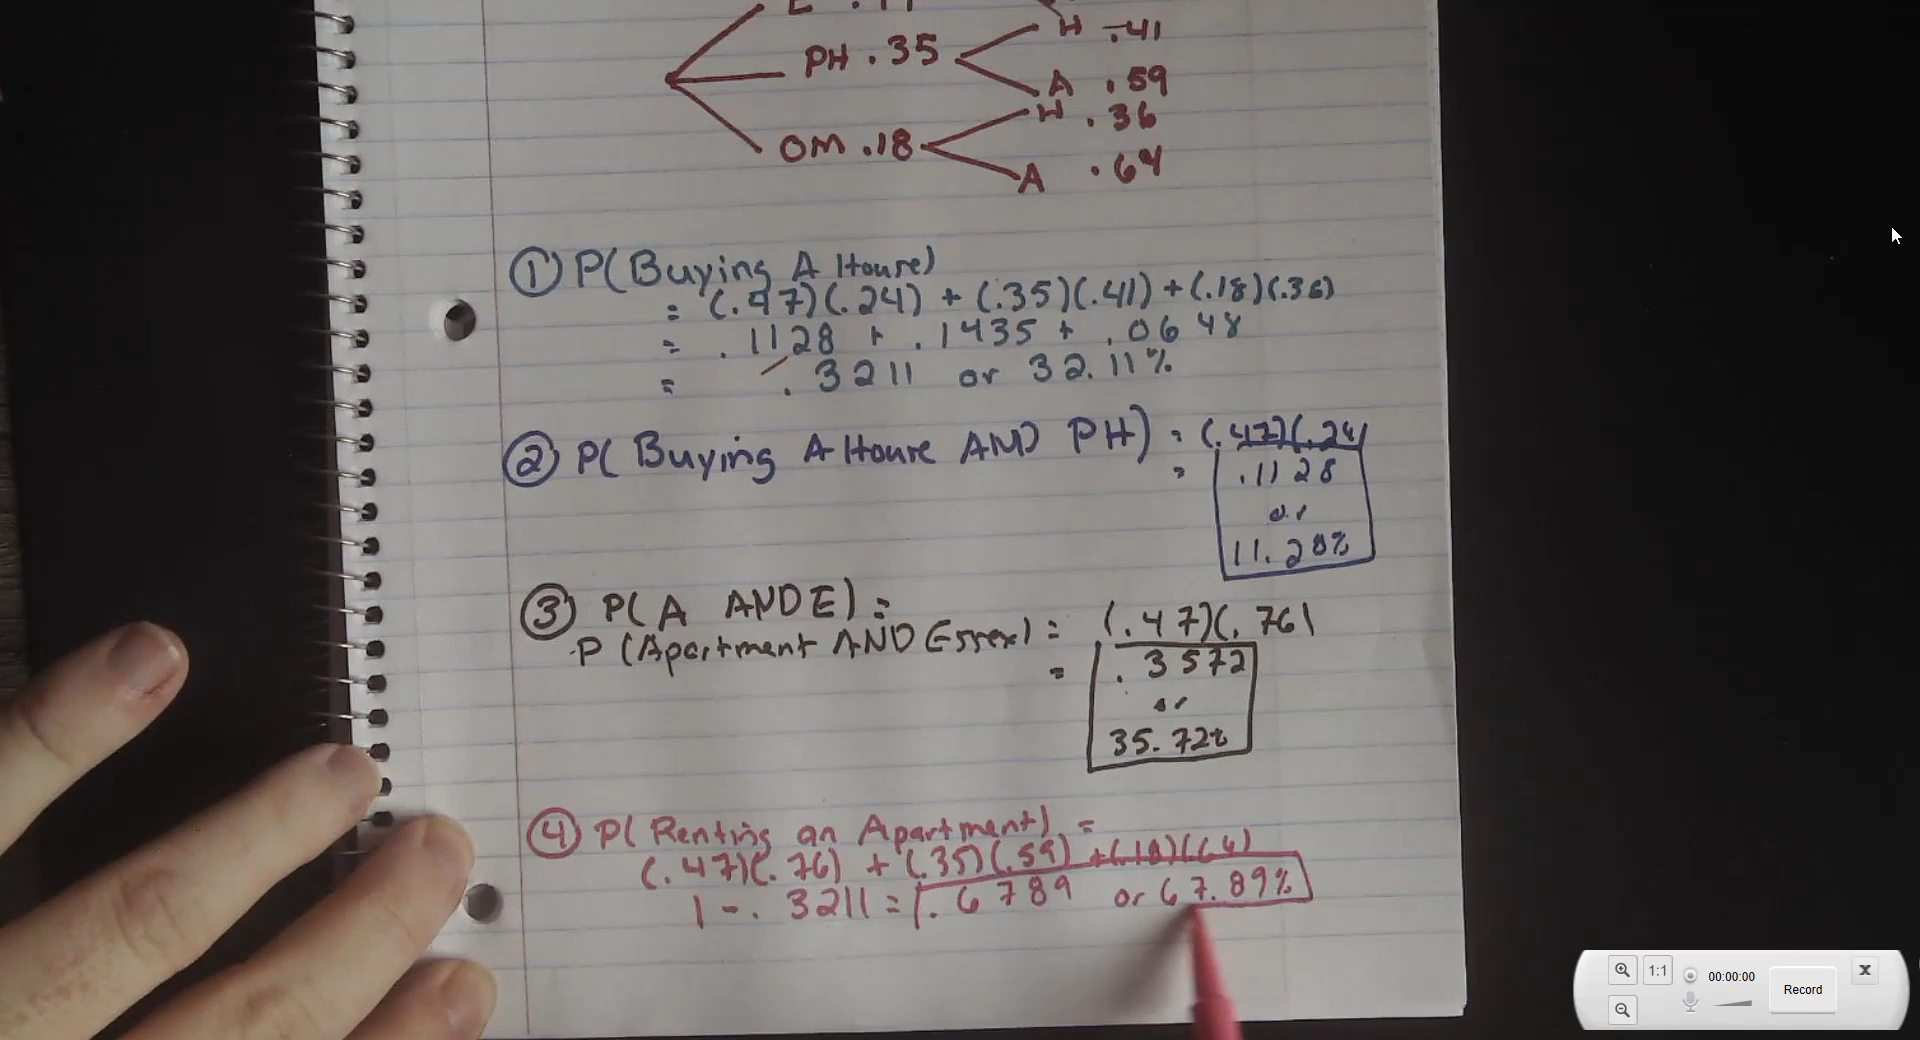 H .41
PH .35
A .59
H .36
OM .18
A .64
① P(Buying A House)
= (.47)(.24) + (.35)(.41) + (.18)(.36)
= .1128 + .1435 + .0648
= .3211 or 32.11%
② P(Buying A House AND PH) = (.47)(.24)
= .1128
or
11.28%
③ P(A AND E) =
P(Apartment AND Essex) = (.47)(.76)
= .3572
or
35.72%
④ P(Renting an Apartment) =
(.47)(.76) + (.35)(.59) + (.18)(.64)
1 - .3211 = .6789 or 67.89%
1:1
00:00:00
Record